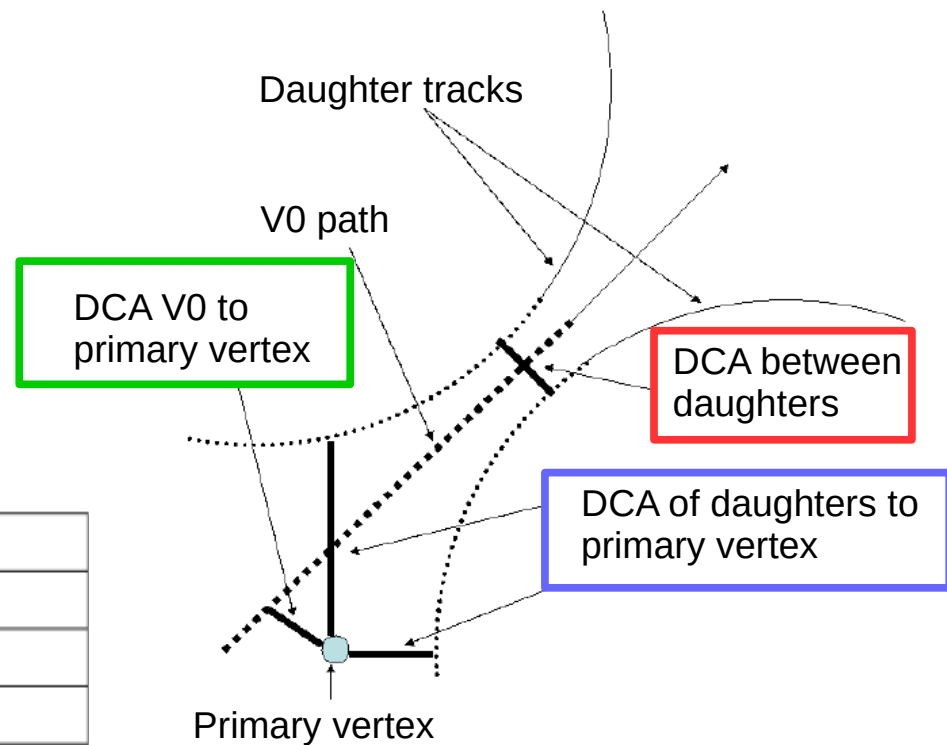 Daughter tracks
V0 path
DCA V0 to
primary vertex
DCA between
daughters
DCA of daughters to
primary vertex
Primary vertex